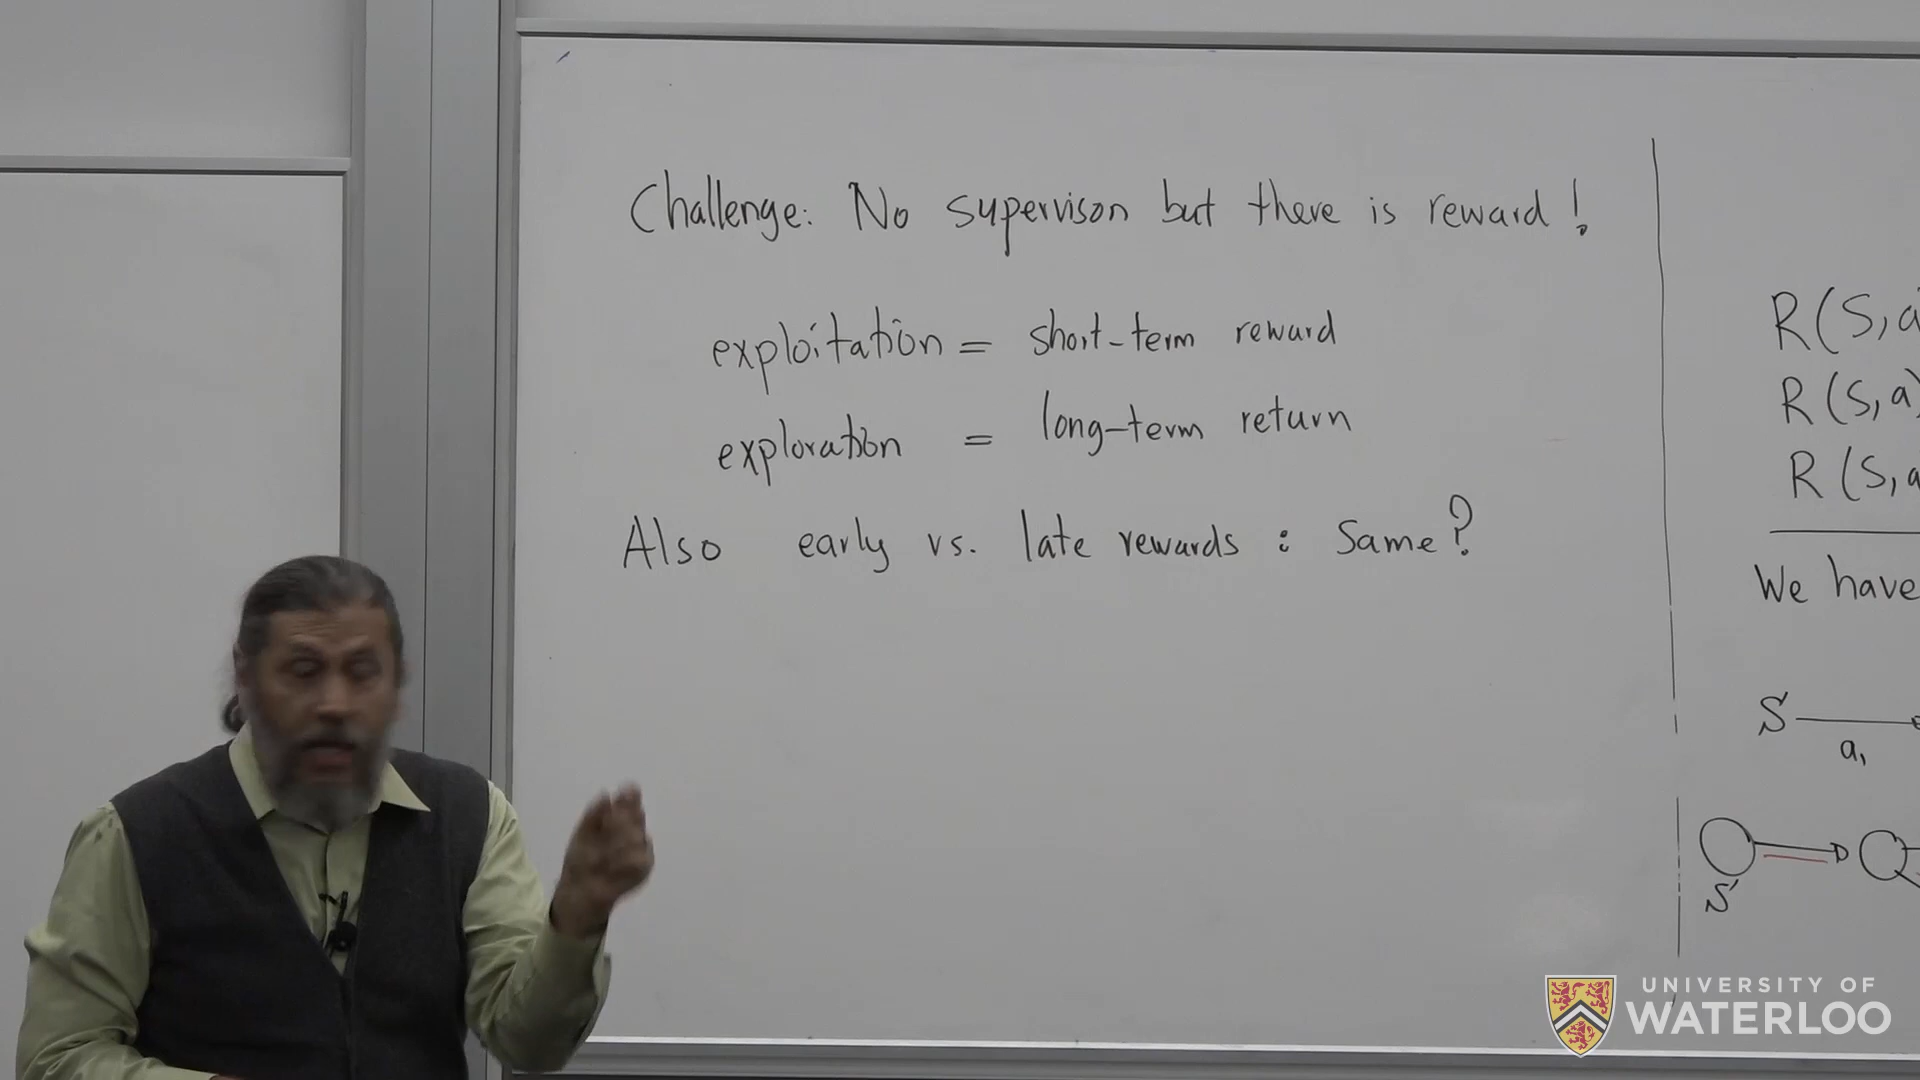 Challenge: No supervison but there is reward!
exploitation = short-term reward
exploration = long-term return
Also early vs. late rewards : Same?
R(S,a
R(S,a)
R(S,a
We have
S
a₁
S
UNIVERSITY OF
WATERLOO